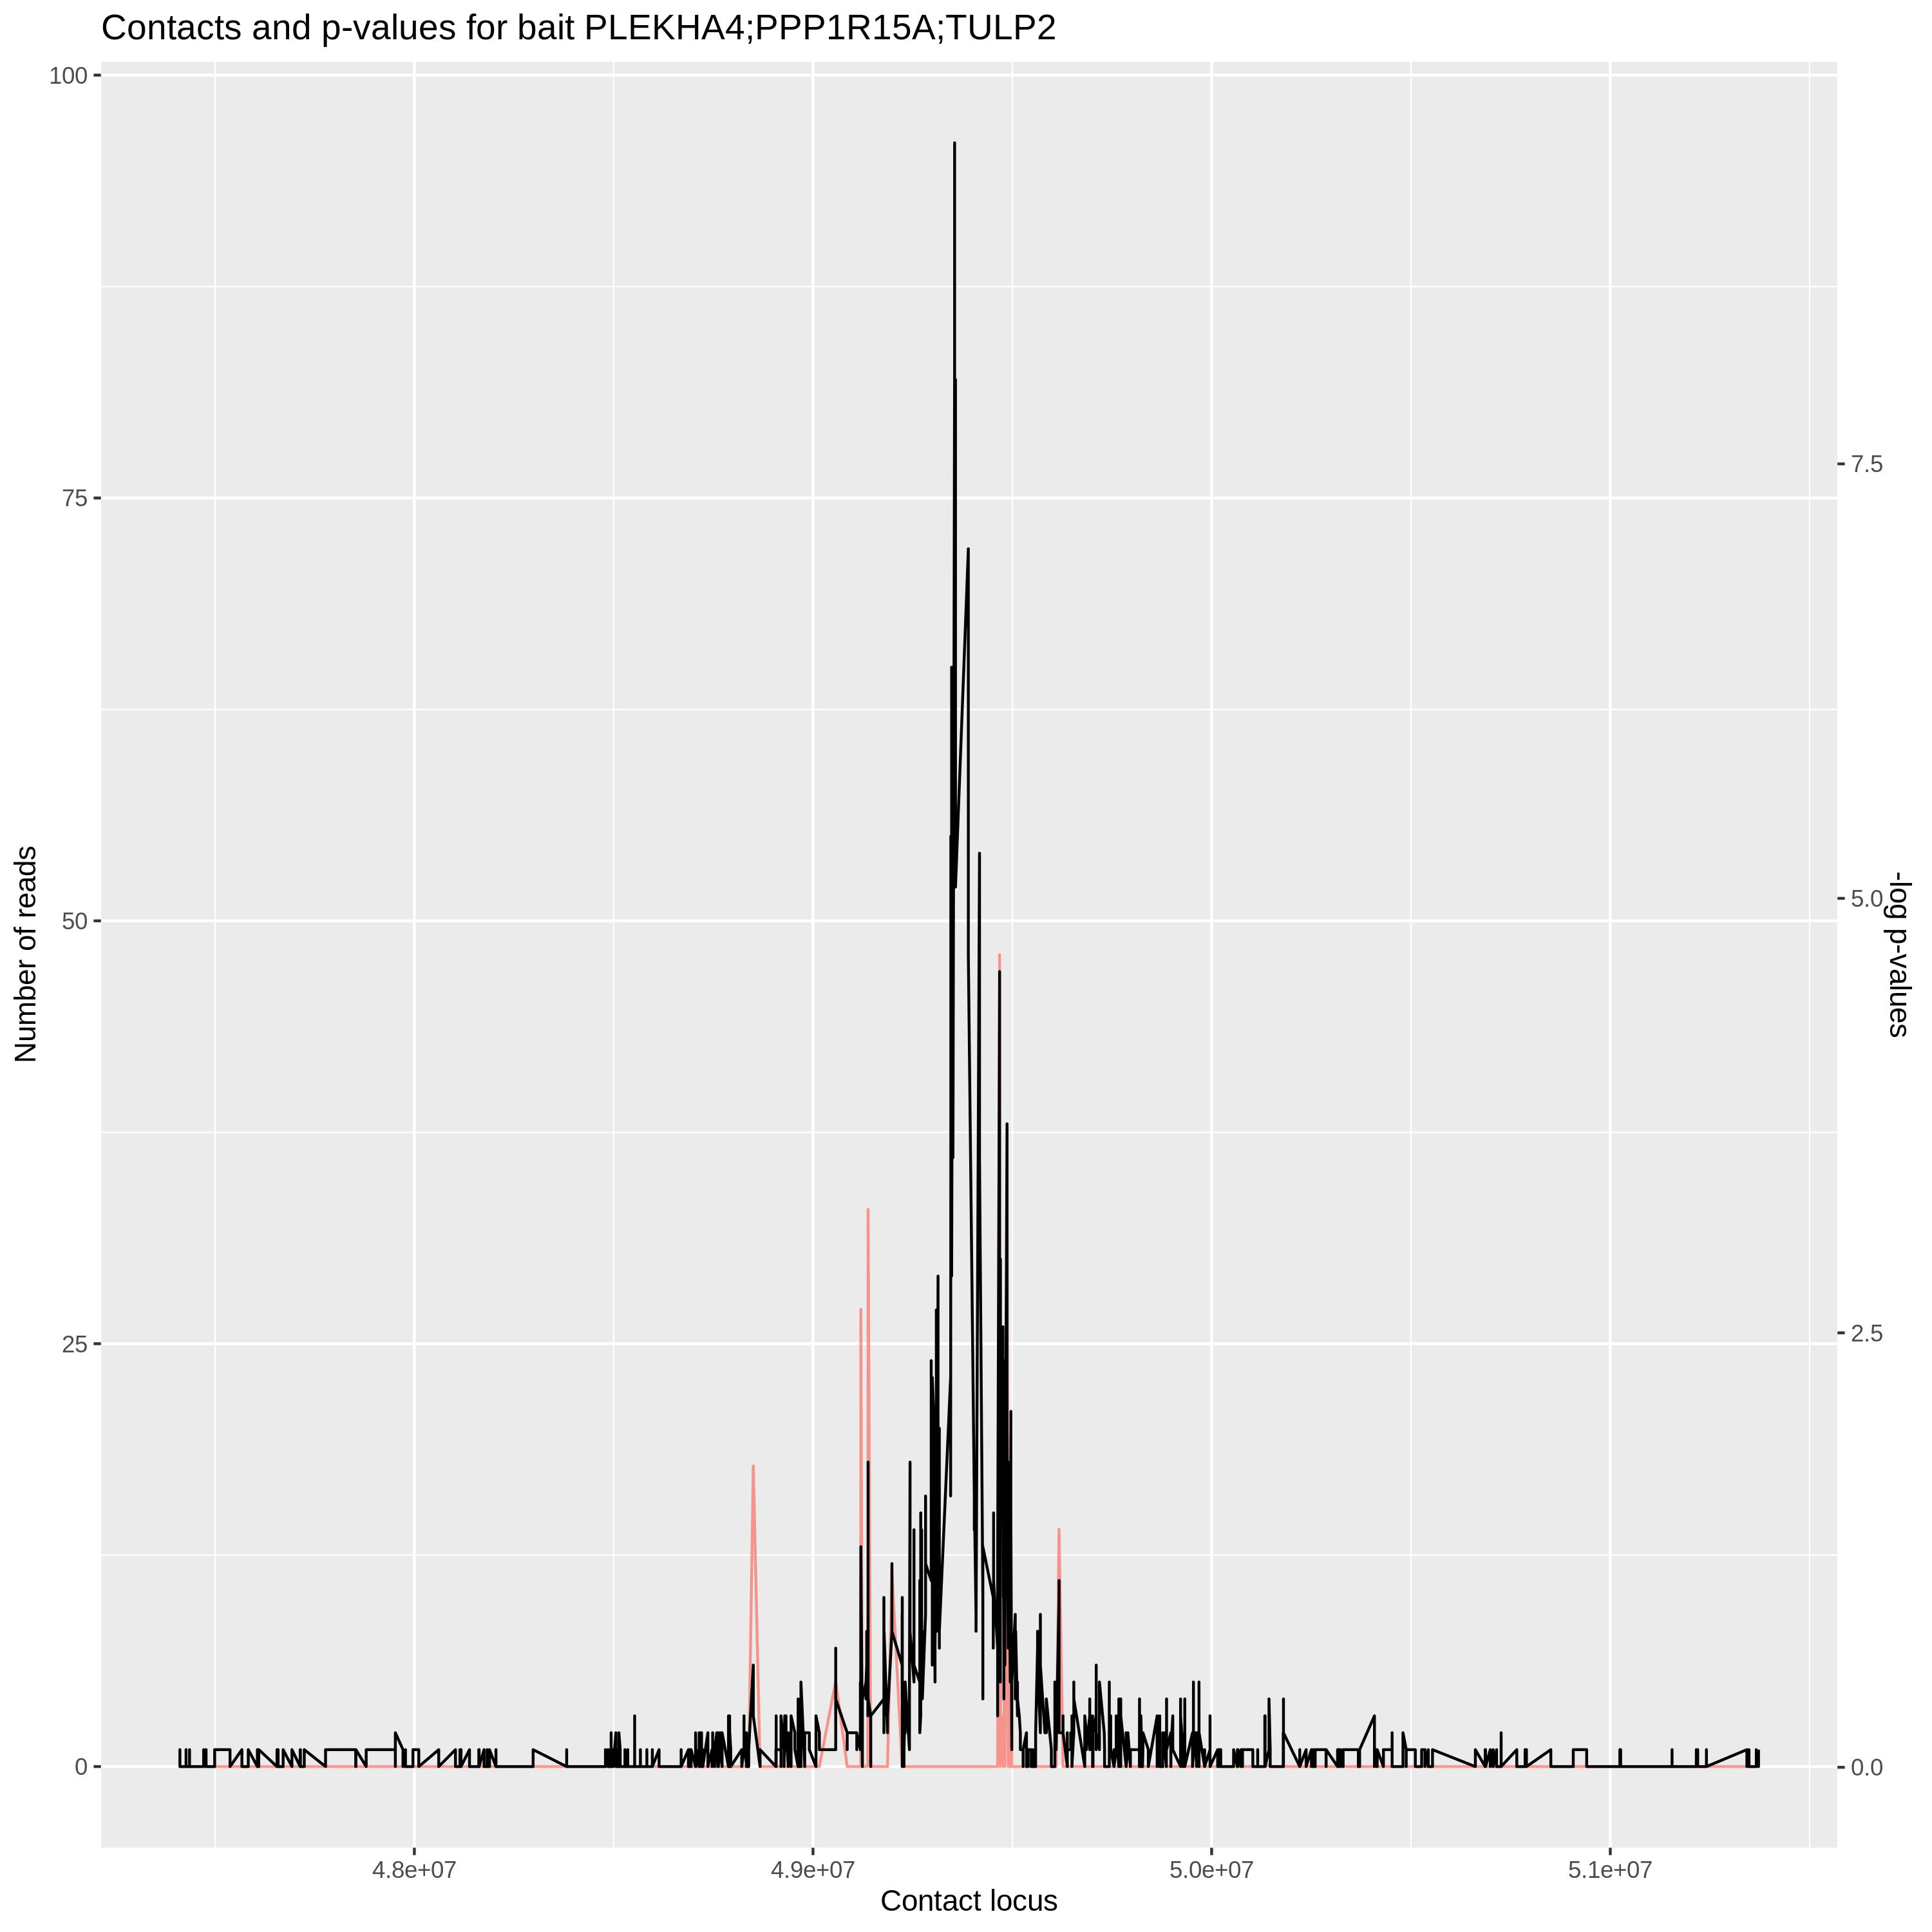 Contacts and p-values for bait PLEKHA4;PPP1R15A;TULP2
100
75
50
25
0
Number of reads
7.5
5.0
2.5
0.0
-log p-values
4.8e+07
4.9e+07
5.0e+07
5.1e+07
Contact locus